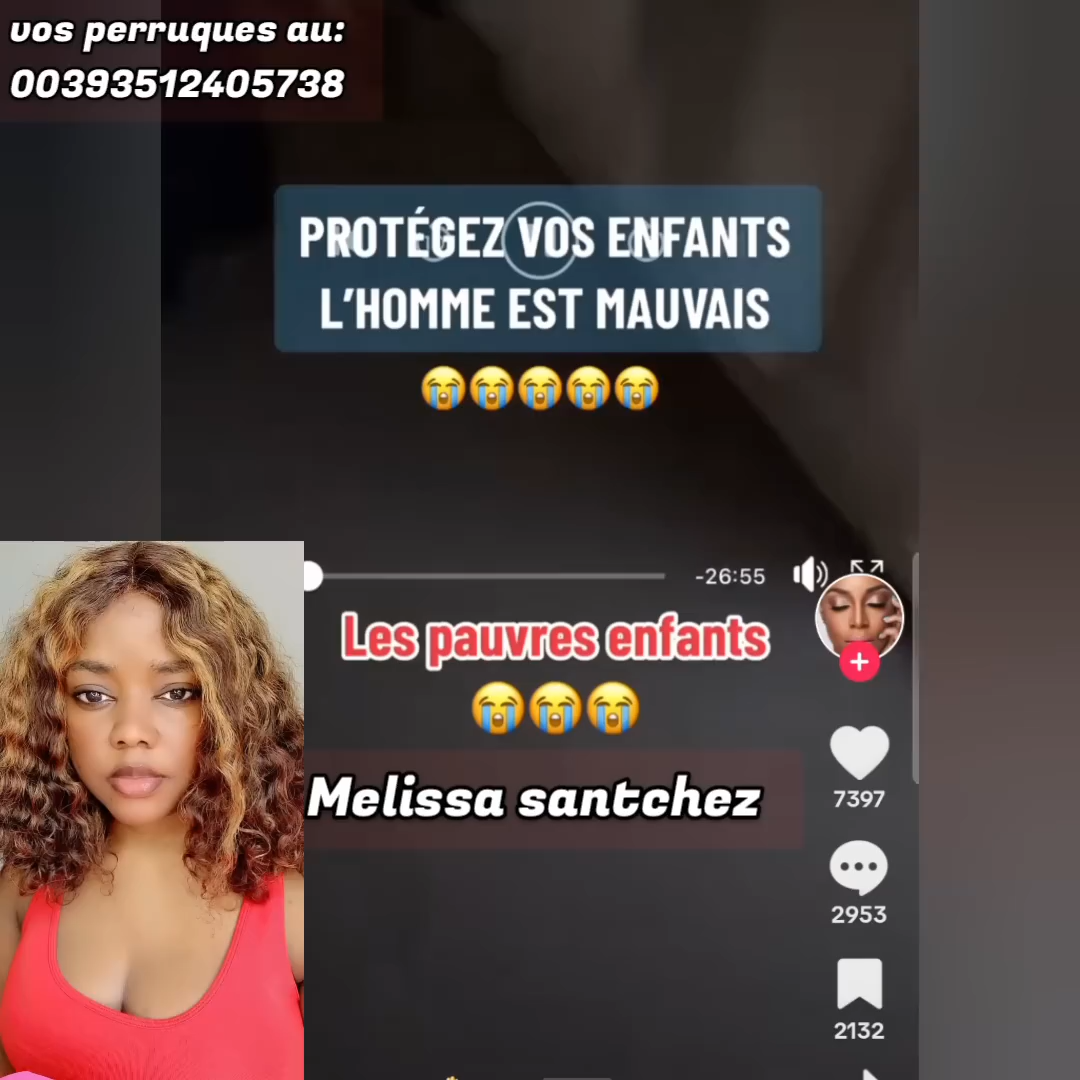 vos perruques au:
00393512405738
PROTÉGEZ VOS ENFANTS
L'HOMME EST MAUVAIS
😭😭😭😭😭
-26:55
Les pauvres enfants
😭😭😭
Melissa santchez
7397
2953
2132